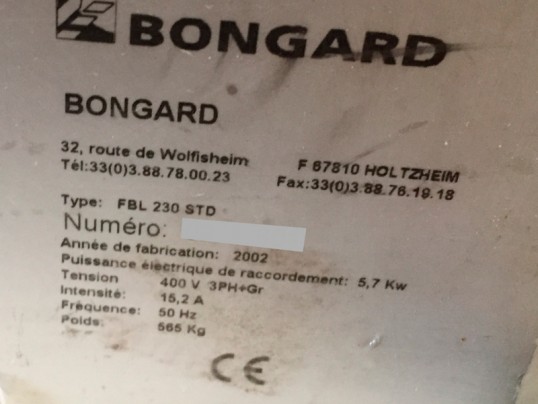 BONGARD
BONGARD
32, route de Wolfisheim F 67810 HOLTZHEIM
Tél:33(0)3.88.78.00.23 Fax:33(0)3.88.76.19.18
Type: FBL 230 STD
Numéro:
Année de fabrication: 2002
Puissance électrique de raccordement: 5,7 Kw
Tension 400 V 3PH+Gr
Intensité: 15,2 A
Fréquence: 50 Hz
Poids: 565 Kg
CE